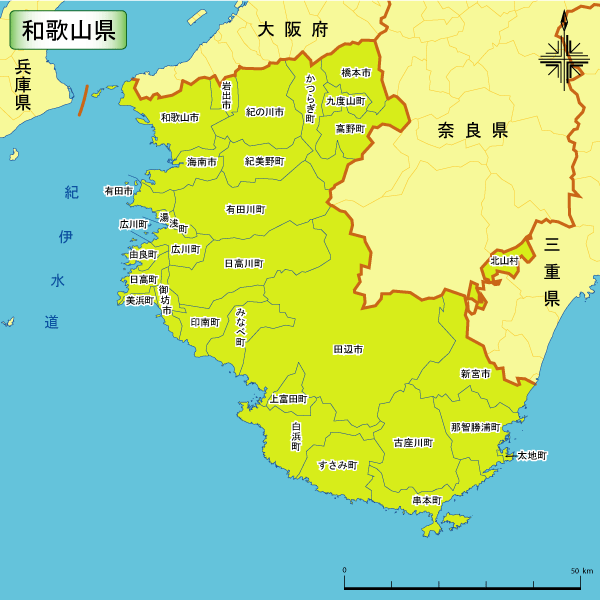 和歌山県
大阪府
兵庫県
橋本市
岩出市
かつらぎ町
九度山町
和歌山市
紀の川市
高野町
奈良県
海南市
紀美野町
有田市
紀伊水道
有田川町
湯浅町
広川町
広川町
由良町
日高川町
三重県
北山村
日高町
御坊市
美浜町
印南町
みなべ町
田辺市
新宮市
上富田町
白浜町
那智勝浦町
古座川町
太地町
すさみ町
串本町
0
50 km